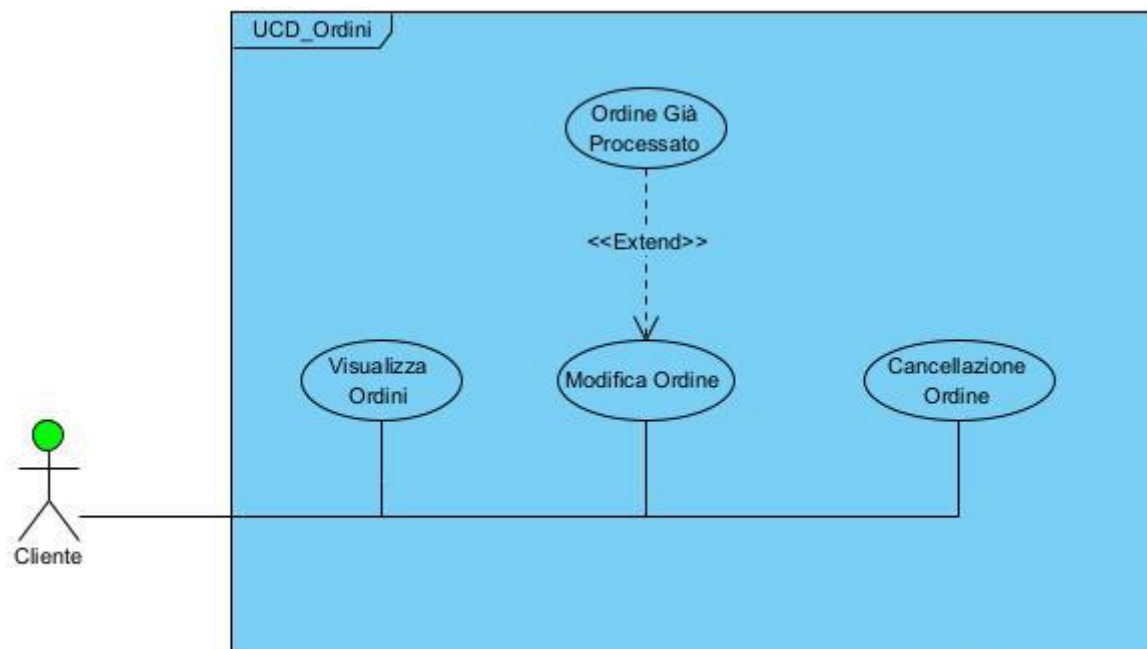 UCD_Ordini
Ordine Già
Processato
<<Extend>>
Visualizza
Ordini
Modifica Ordine
Cancellazione
Ordine
Cliente